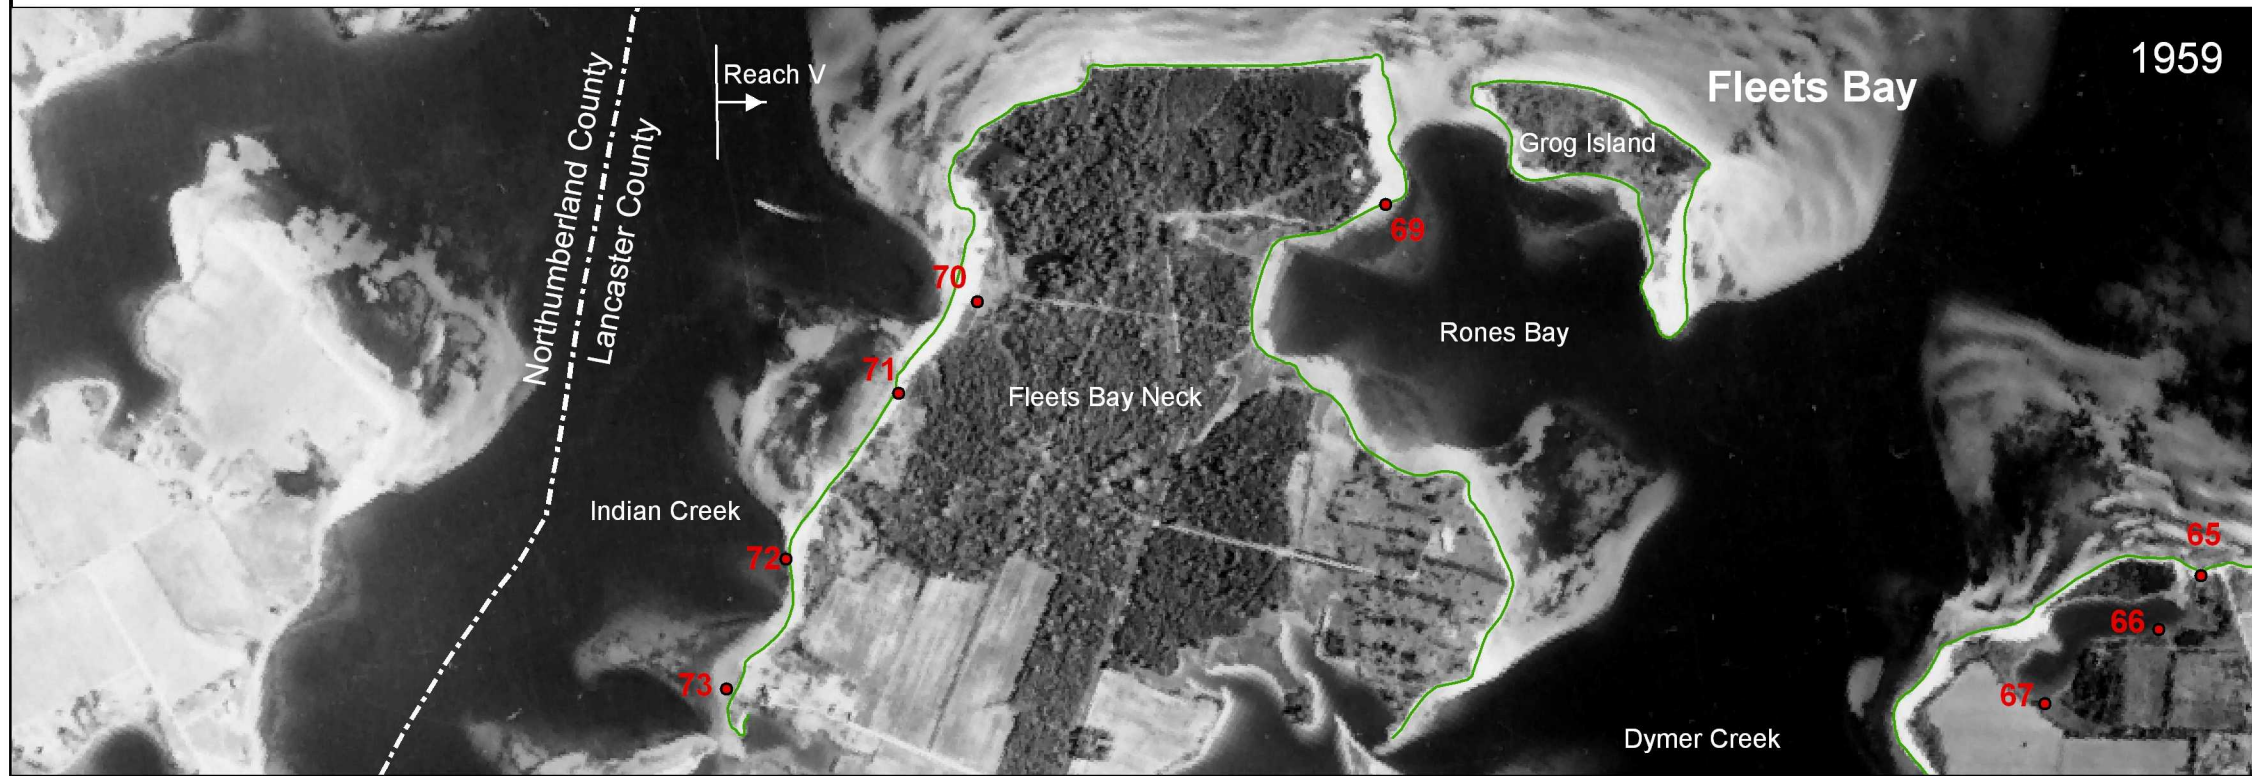 1959
Reach V
Fleets Bay
Northumberland County
Lancaster County
Grog Island
69
70
Rones Bay
71
Fleets Bay Neck
Indian Creek
65
72
66
73
67
Dymer Creek